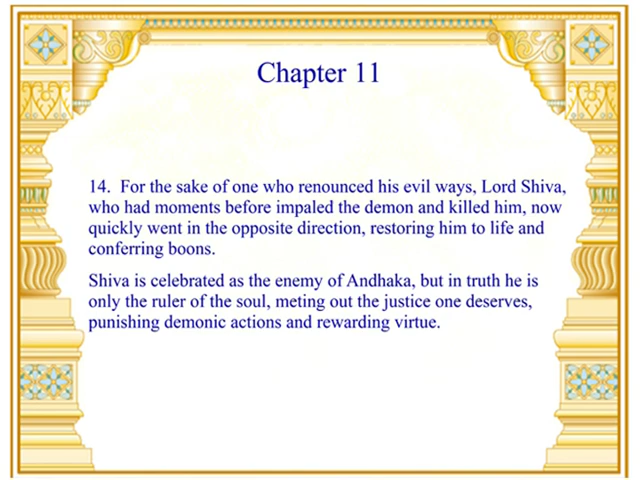 Chapter 11
14.  For the sake of one who renounced his evil ways, Lord Shiva,
who had moments before impaled the demon and killed him, now
quickly went in the opposite direction, restoring him to life and
conferring boons.
Shiva is celebrated as the enemy of Andhaka, but in truth he is
only the ruler of the soul, meting out the justice one deserves,
punishing demonic actions and rewarding virtue.